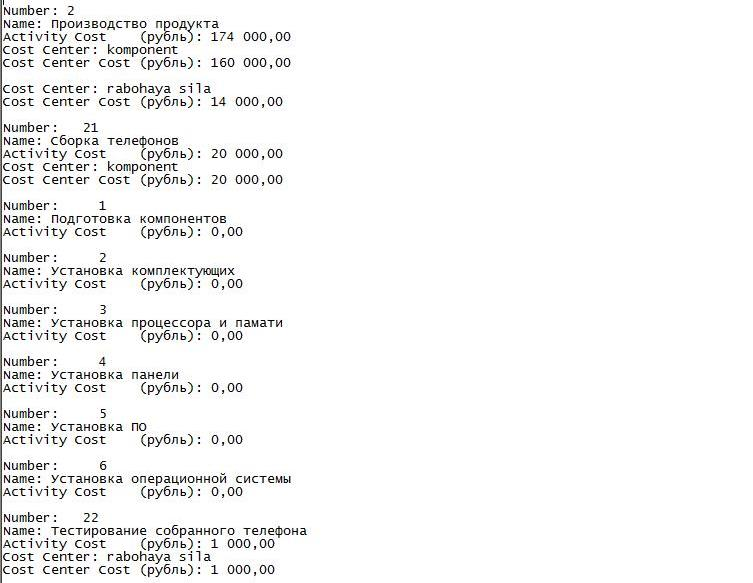 Number: 2
Name: Производство продукта
Activity Cost    (рубль): 174 000,00
Cost Center: komponent
Cost Center Cost (рубль): 160 000,00

Cost Center: rabohaya sila
Cost Center Cost (рубль): 14 000,00

Number:   21
Name: Сборка телефонов
Activity Cost    (рубль): 20 000,00
Cost Center: komponent
Cost Center Cost (рубль): 20 000,00

Number:     1
Name: Подготовка компонентов
Activity Cost    (рубль): 0,00

Number:     2
Name: Установка комплектующих
Activity Cost    (рубль): 0,00

Number:     3
Name: Установка процессора и памати
Activity Cost    (рубль): 0,00

Number:     4
Name: Установка панели
Activity Cost    (рубль): 0,00

Number:     5
Name: Установка ПО
Activity Cost    (рубль): 0,00

Number:     6
Name: Установка операционной системы
Activity Cost    (рубль): 0,00

Number:   22
Name: Тестирование собранного телефона
Activity Cost    (рубль): 1 000,00
Cost Center: rabohaya sila
Cost Center Cost (рубль): 1 000,00